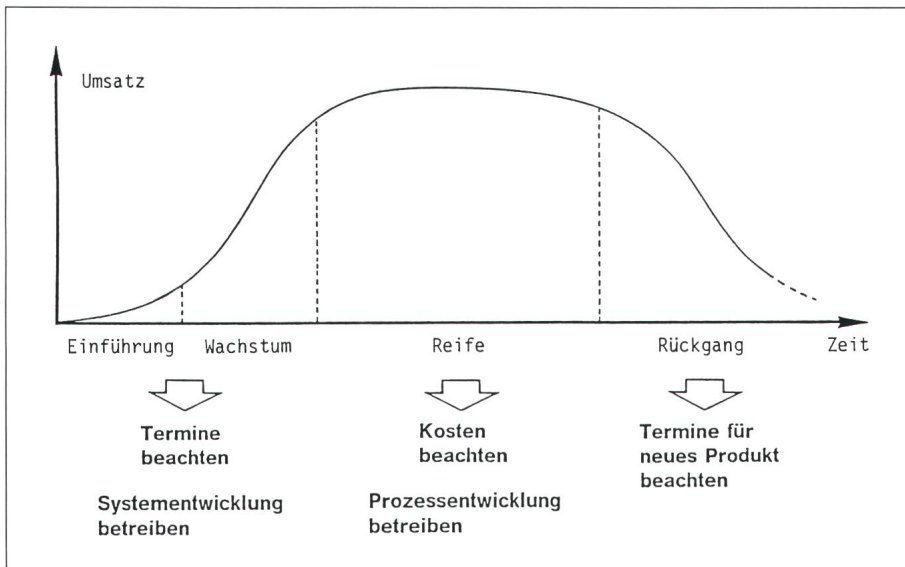 Umsatz
Einführung Wachstum Reife Rückgang Zeit
Termine
beachten
Systementwicklung
betreiben
Kosten
beachten
Prozessentwicklung
betreiben
Termine für
neues Produkt
beachten